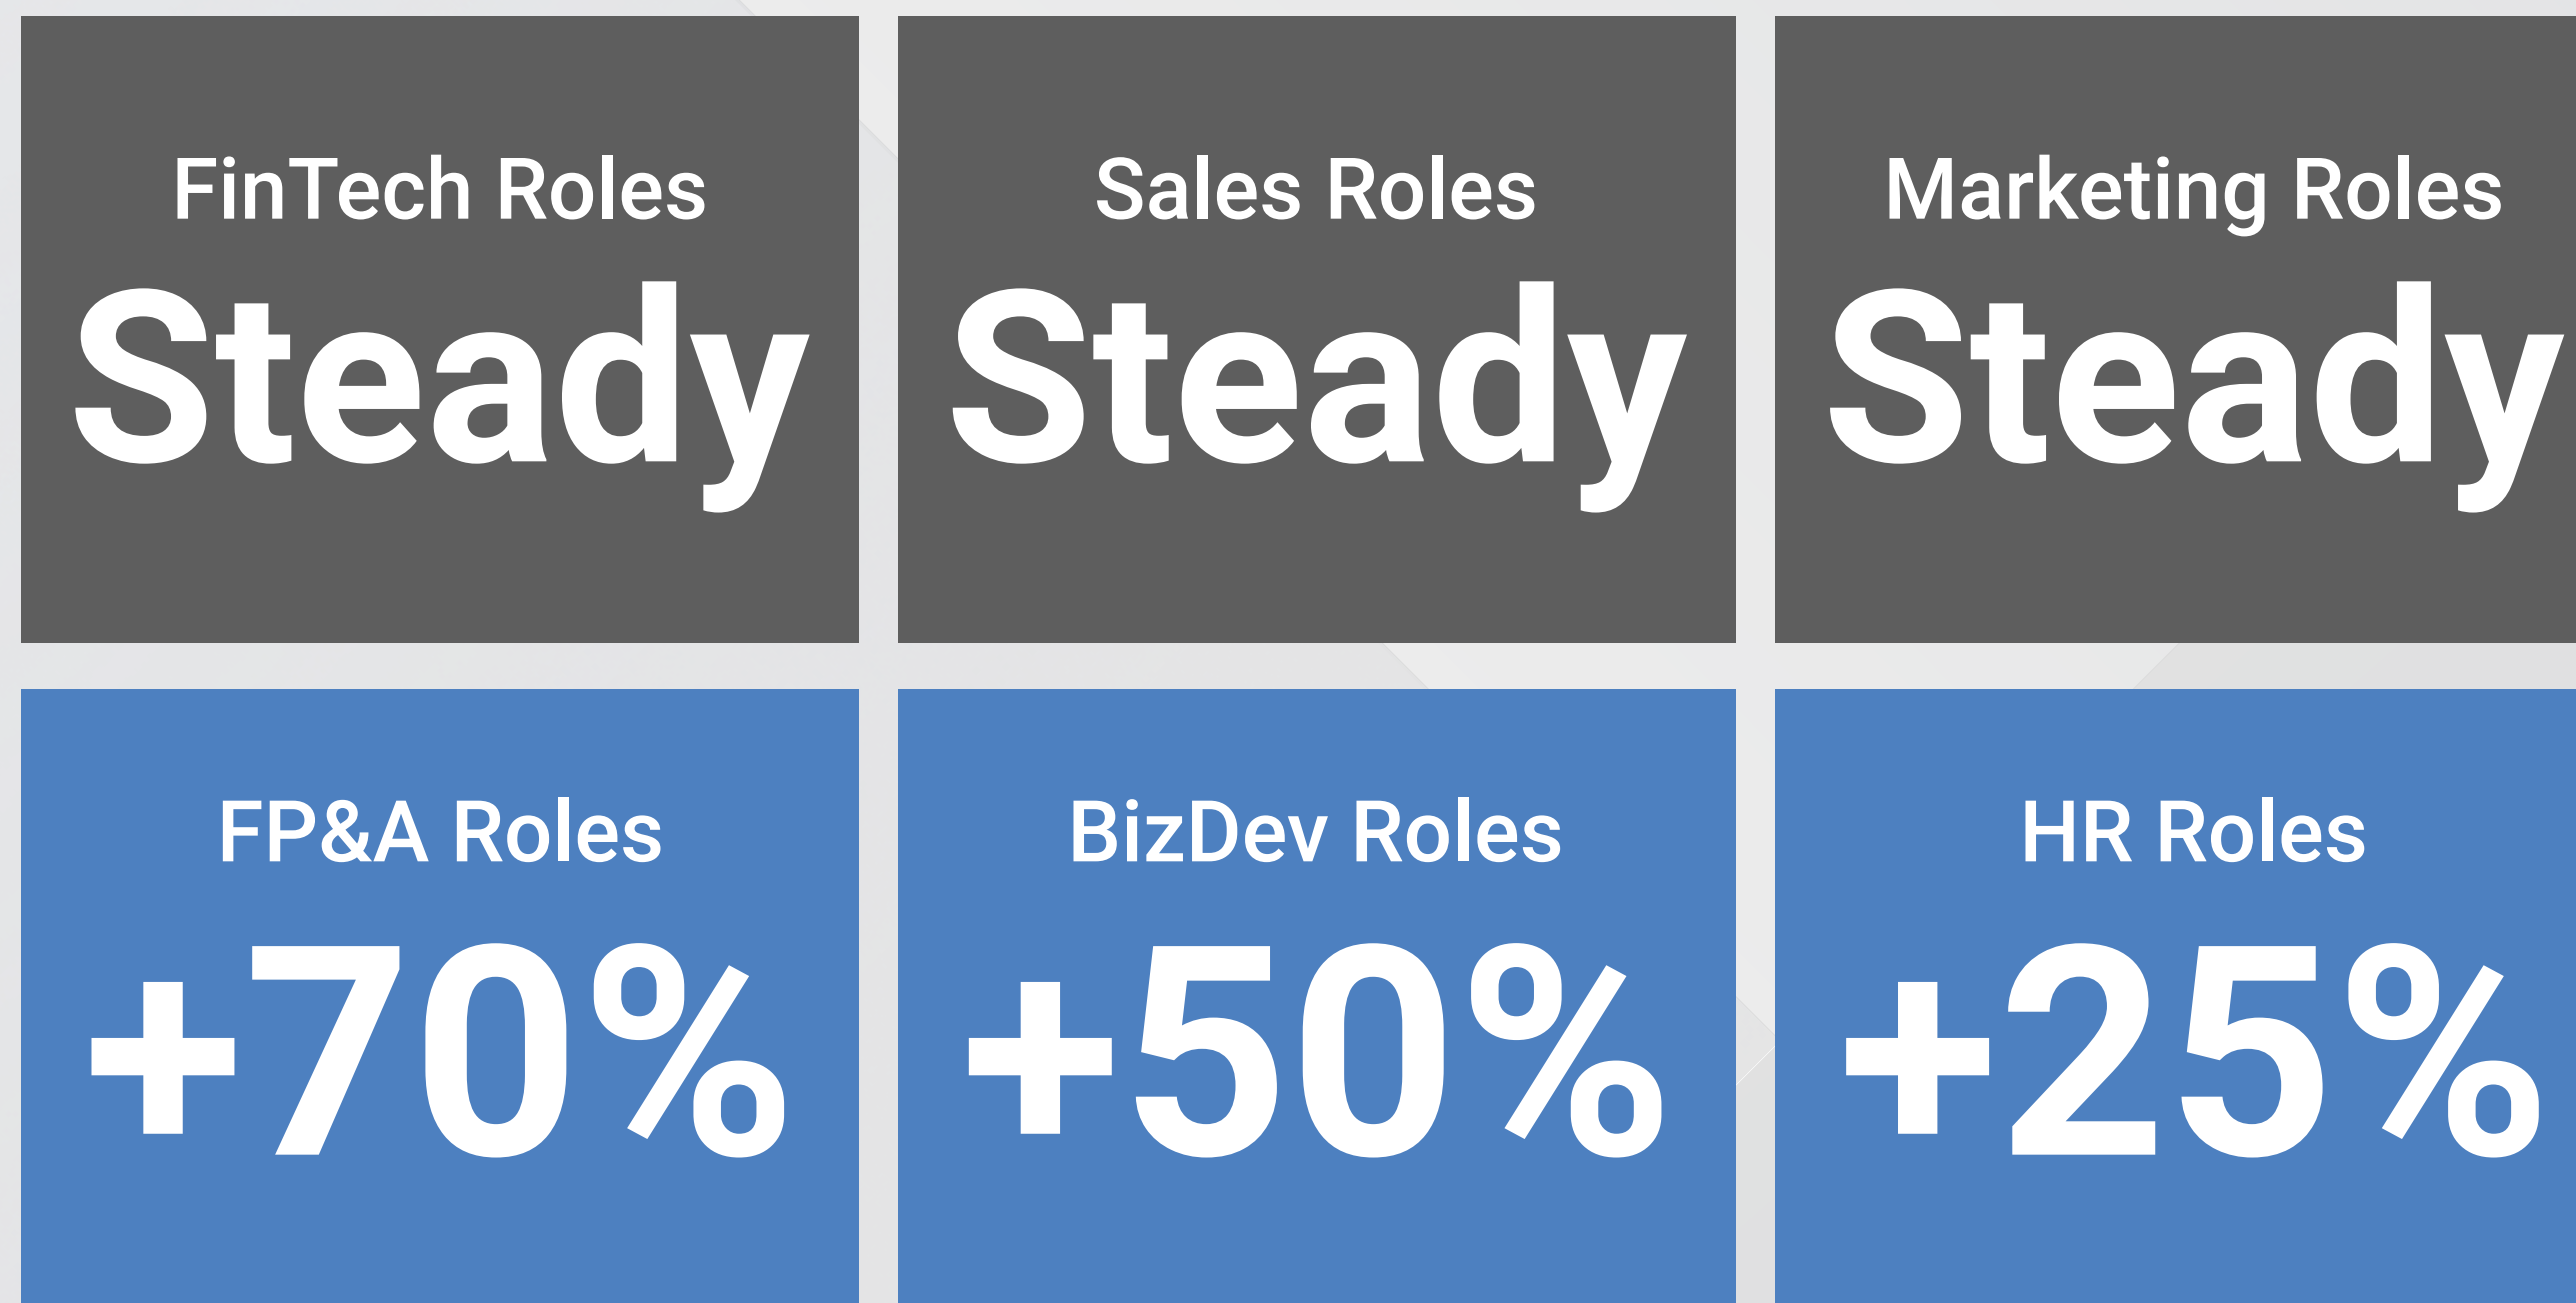 FinTech Roles
Steady
Sales Roles
Steady
Marketing Roles
Steady
FP&A Roles
+70%
BizDev Roles
+50%
HR Roles
+25%